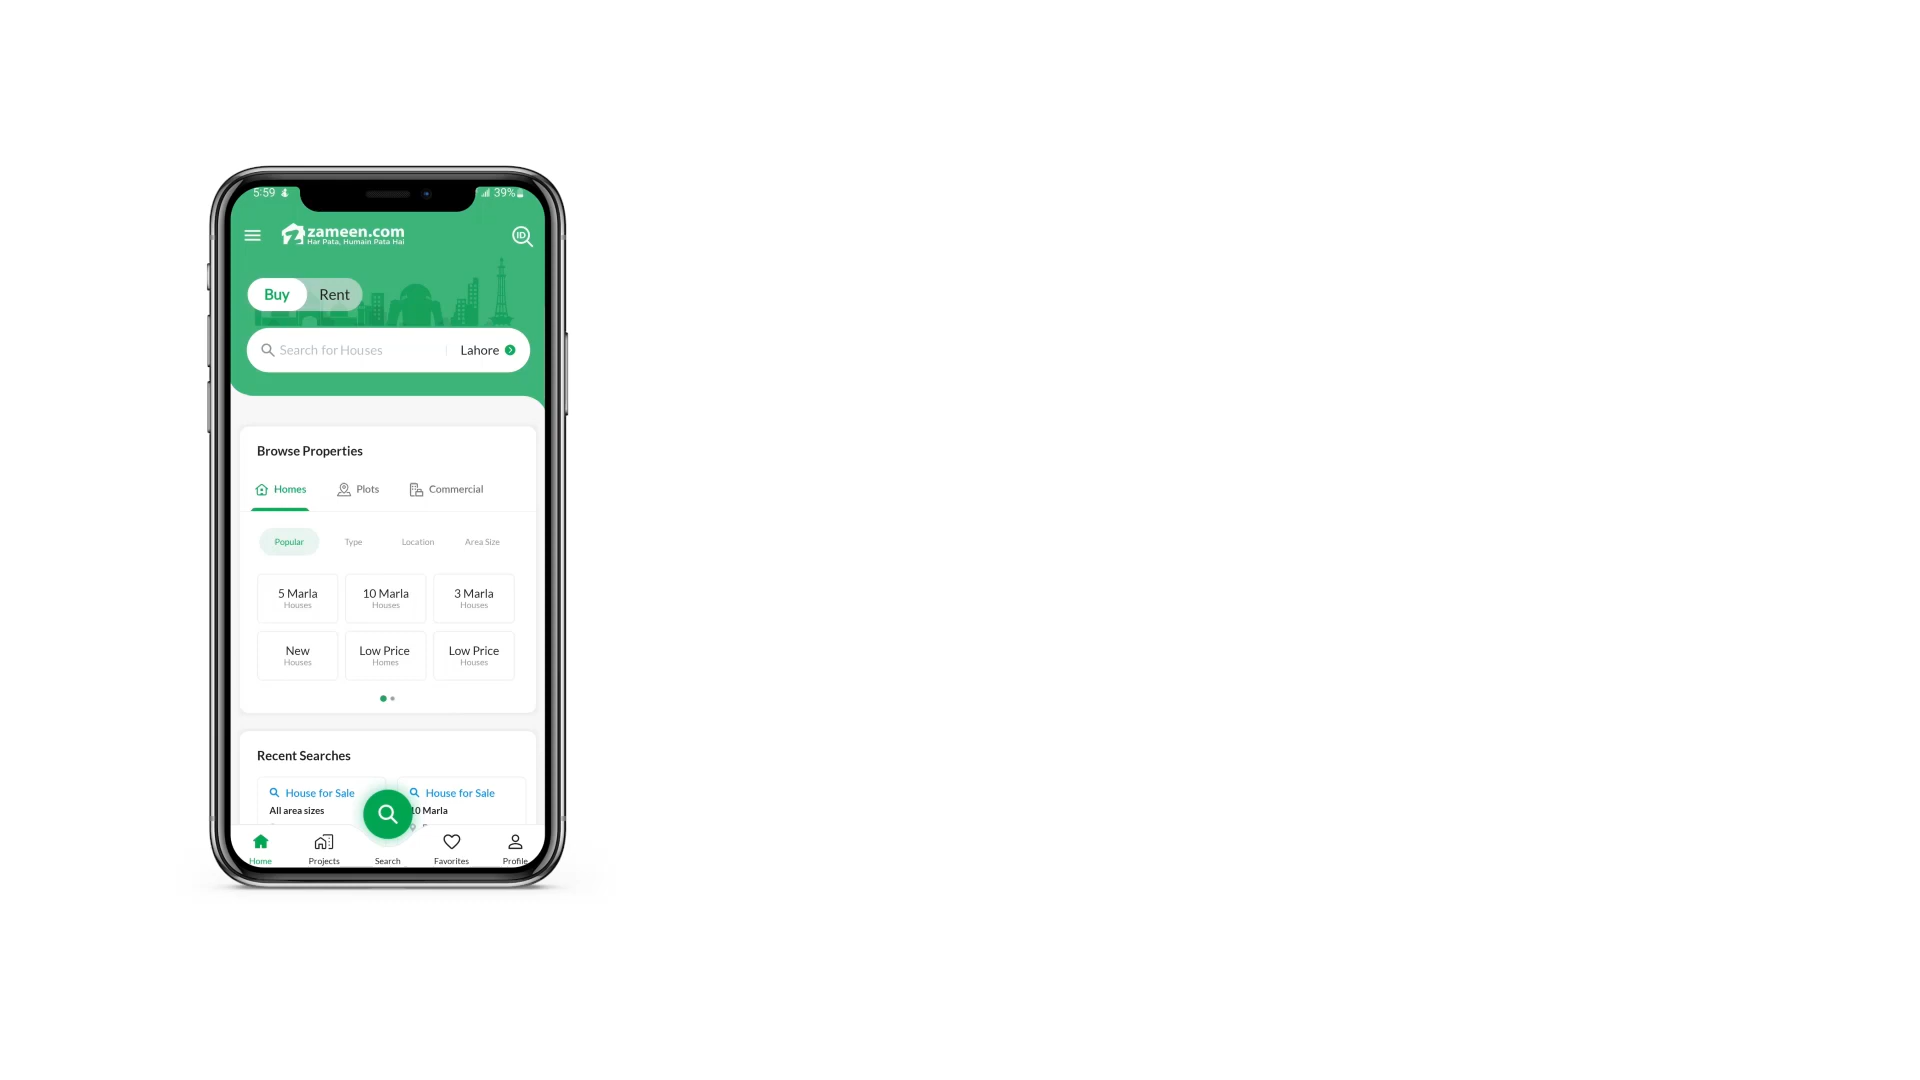 5:59
39%
zameen.com
Har Pata, Humain Pata Hai
ID
Buy Rent
Search for Houses Lahore
Browse Properties
Homes Plots Commercial
Popular Type Location Area Size
5 Marla 10 Marla 3 Marla
Houses Houses Houses
New Low Price Low Price
Houses Homes Houses
Recent Searches
House for Sale House for Sale
All area sizes 10 Marla
Home Projects Search Favorites Profile